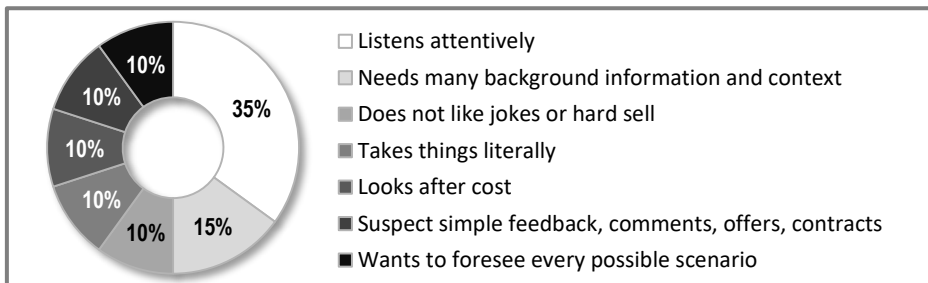 35%
15%
10%
10%
10%
10%
10%
Listens attentively
Needs many background information and context
Does not like jokes or hard sell
Takes things literally
Looks after cost
Suspect simple feedback, comments, offers, contracts
Wants to foresee every possible scenario